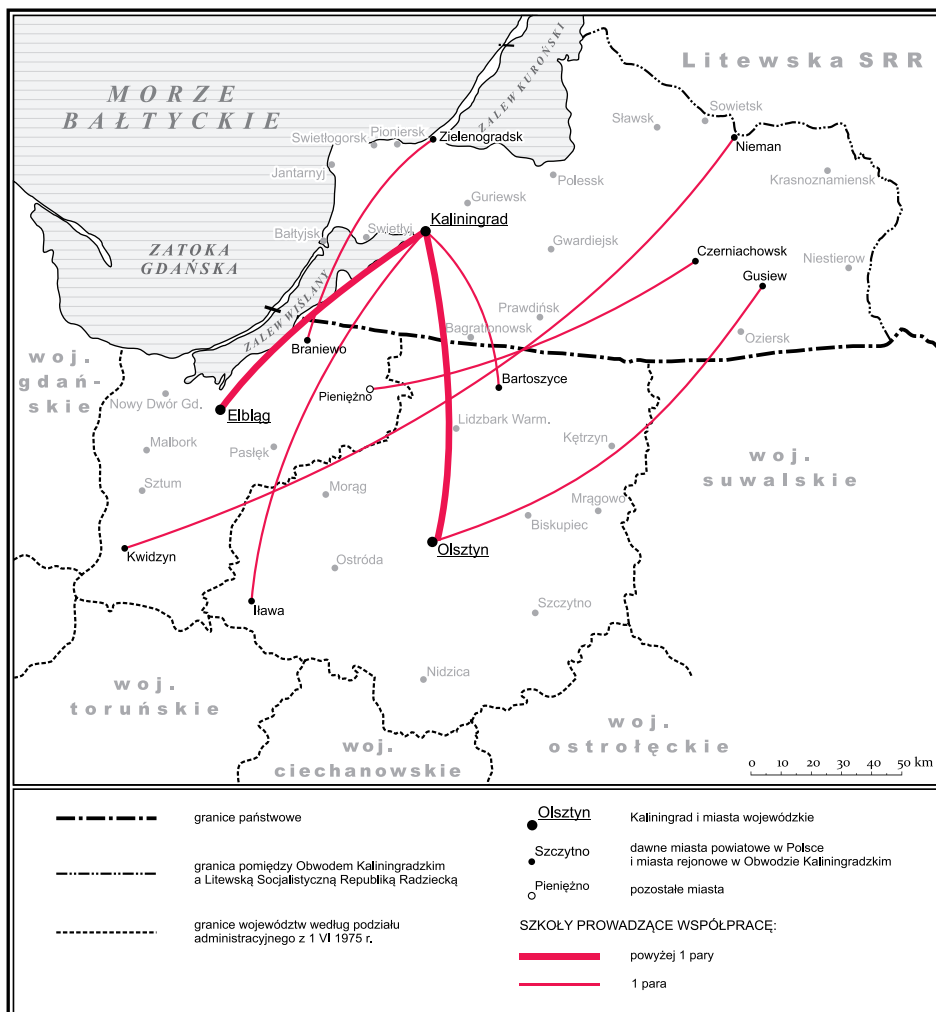 Litewska SRR
MORZE
BAŁTYCKIE
ZALEW KUROŃSKI
Sowietsk
Sławsk
Pioniersk
Swietłogorsk
Zielenogradsk
Nieman
Jantarnyj
Polessk
Krasnoznamiensk
Guriewsk
Kaliningrad
Bałtyjsk
Swietłyj
ZATOKA
GDAŃSKA
Gwardiejsk
Czerniachowsk
Niestierow
Gusiew
ZALEW WIŚLANY
Prawdińsk
Bagrationowsk
Oziersk
Braniewo
woj.
gdań-
skie
Pieniężno
Bartoszyce
Nowy Dwór Gd.
Elbląg
Lidzbark Warm.
Malbork
Pasłęk
Kętrzyn
woj.
suwalskie
Sztum
Morąg
Mrągowo
Biskupiec
Kwidzyn
Olsztyn
Ostróda
Iława
Szczytno
Nidzica
woj.
toruńskie
woj.
ostrołęckie
woj.
ciechanowskie
0 10 20 30 40 50 km
granice państwowe
granica pomiędzy Obwodem Kaliningradzkim
a Litewską Socjalistyczną Republiką Radziecką
granice województw według podziału
administracyjnego z 1 VI 1975 r.
Olsztyn
Kaliningrad i miasta wojewódzkie
Szczytno
dawne miasta powiatowe w Polsce
i miasta rejonowe w Obwodzie Kaliningradzkim
Pieniężno
pozostałe miasta
SZKOŁY PROWADZĄCE WSPÓŁPRACĘ:
powyżej 1 pary
1 para